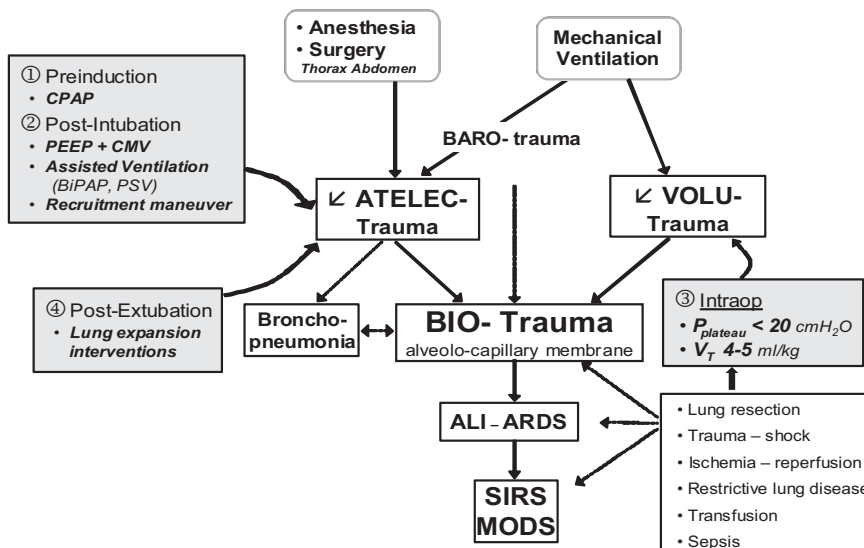 • Anesthesia
• Surgery
Thorax Abdomen
Mechanical
Ventilation
① Preinduction
• CPAP
② Post-Intubation
• PEEP + CMV
• Assisted Ventilation
(BiPAP, PSV)
• Recruitment maneuver
BARO- trauma
↙ ATELEC-
Trauma
↙ VOLU-
Trauma
④ Post-Extubation
• Lung expansion
interventions
Broncho-
pneumonia
BIO- Trauma
alveolo-capillary membrane
③ Intraop
• Pplateau < 20 cmH2O
• VT 4-5 ml/kg
ALI – ARDS
SIRS
MODS
• Lung resection
• Trauma – shock
• Ischemia – reperfusion
• Restrictive lung disease
• Transfusion
• Sepsis